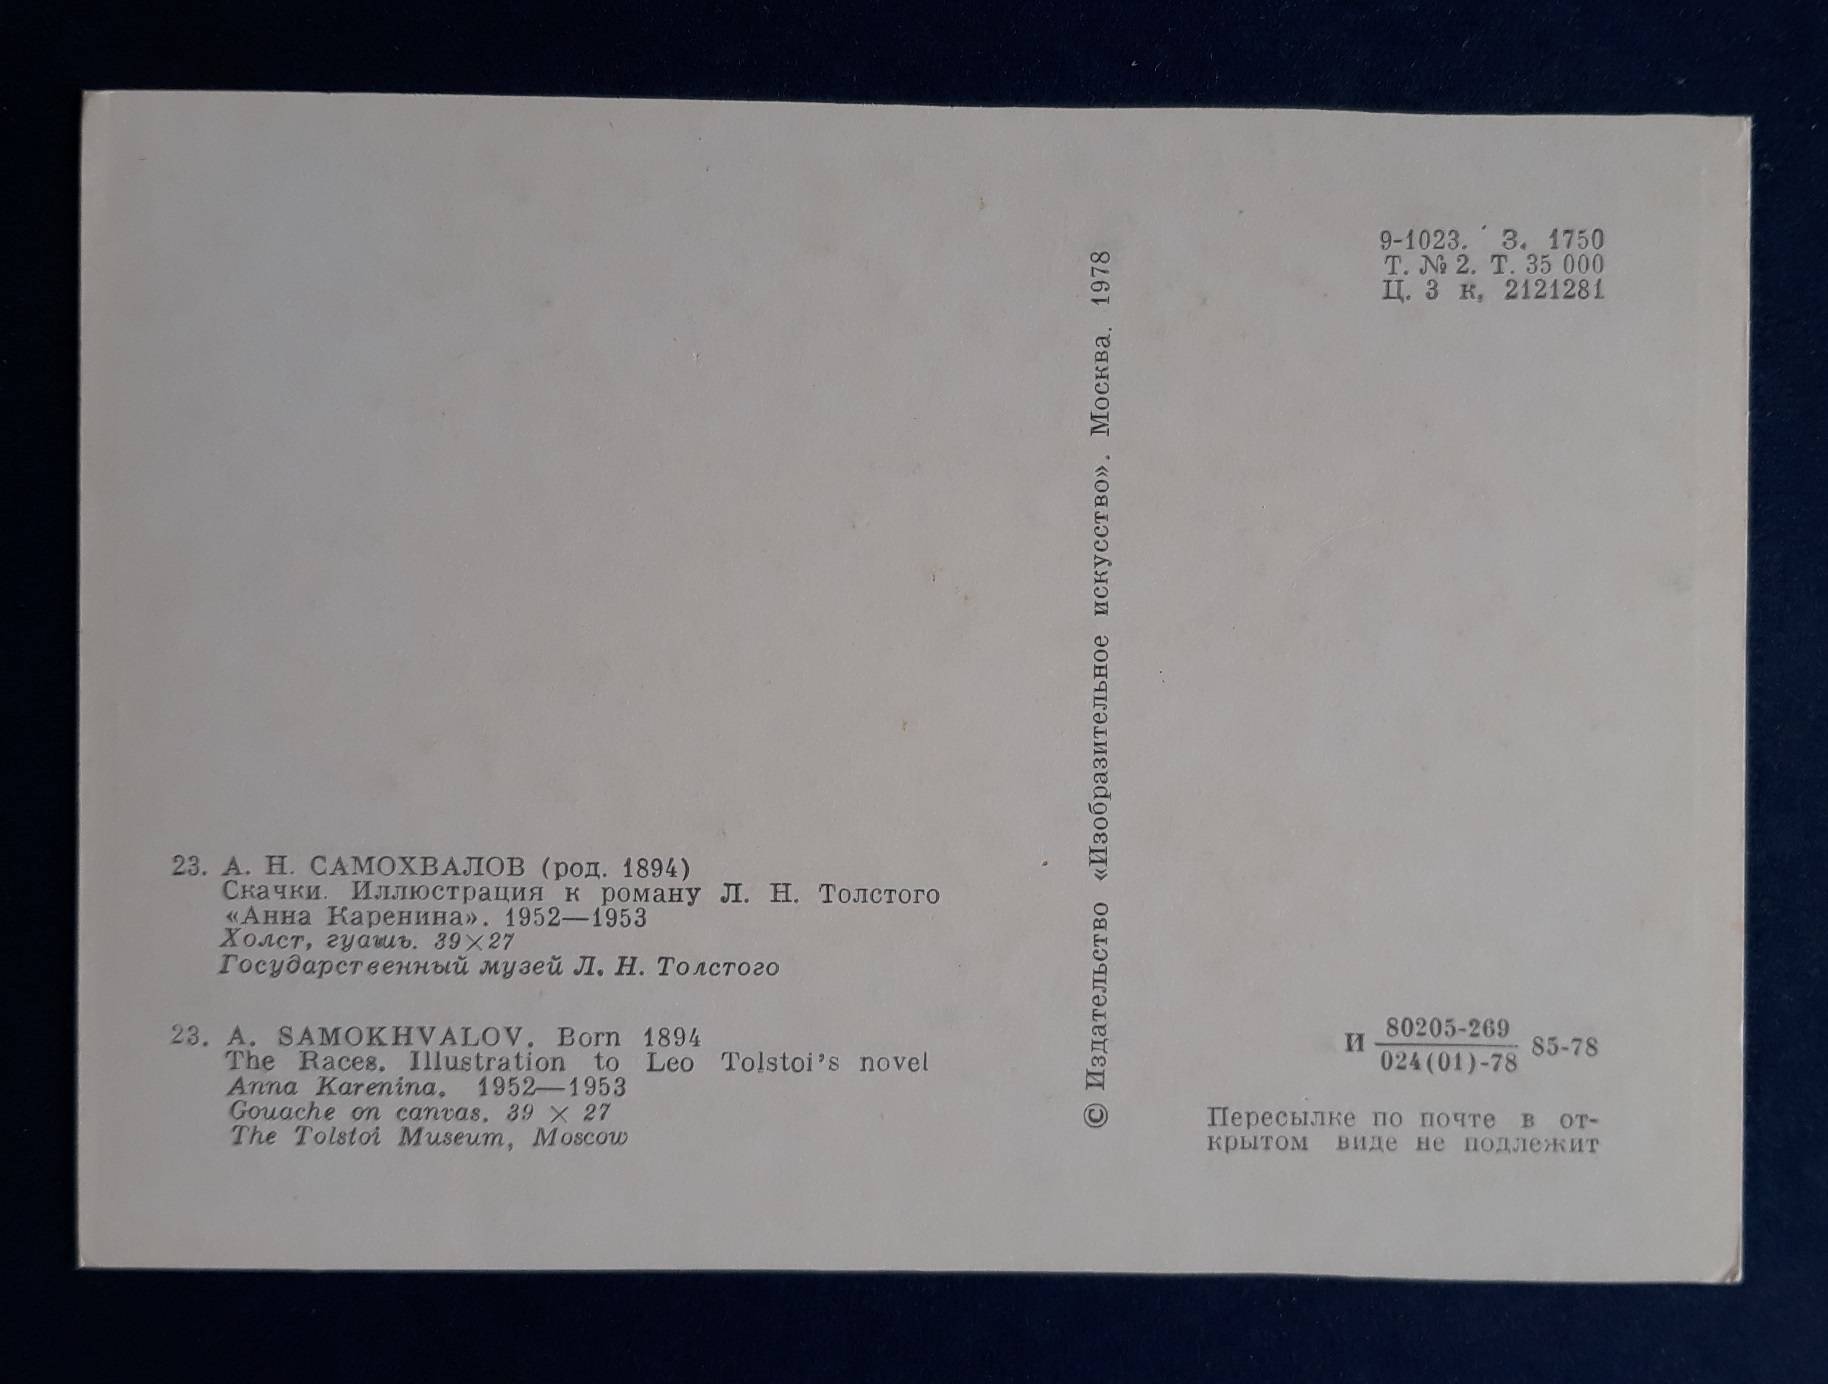 23. А. Н. САМОХВАЛОВ (род. 1894)
Скачки. Иллюстрация к роману Л. Н. Толстого
«Анна Каренина». 1952—1953
Холст, гуашь. 39×27
Государственный музей Л. Н. Толстого
23. A. SAMOKHVALOV. Born 1894
The Races. Illustration to Leo Tolstoi's novel
Anna Karenina. 1952—1953
Gouache on canvas. 39 × 27
The Tolstoi Museum, Moscow
© Издательство «Изобразительное искусство». Москва. 1978
9-1023. З. 1750
Т. № 2. Т. 35 000
Ц. 3 к, 2121281
И 80205-269 85-78
024(01)-78
Пересылке по почте в от-
крытом виде не подлежит